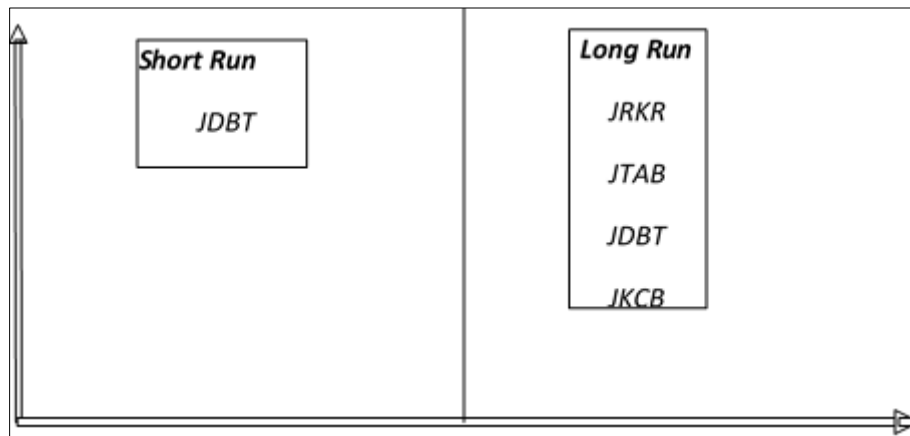 Short Run
JDBT
Long Run
JRKR
JTAB
JDBT
JKCB